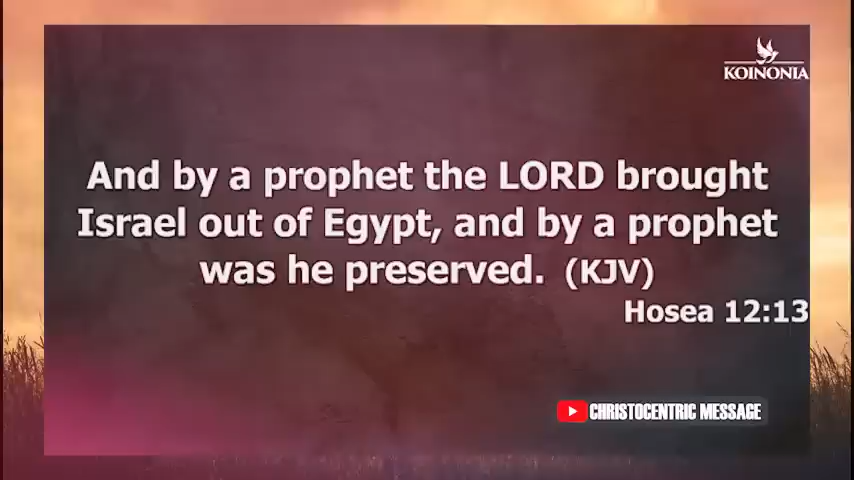 KOINONIA
And by a prophet the LORD brought
Israel out of Egypt, and by a prophet
was he preserved. (KJV)
Hosea 12:13
CHRISTOCENTRIC MESSAGE